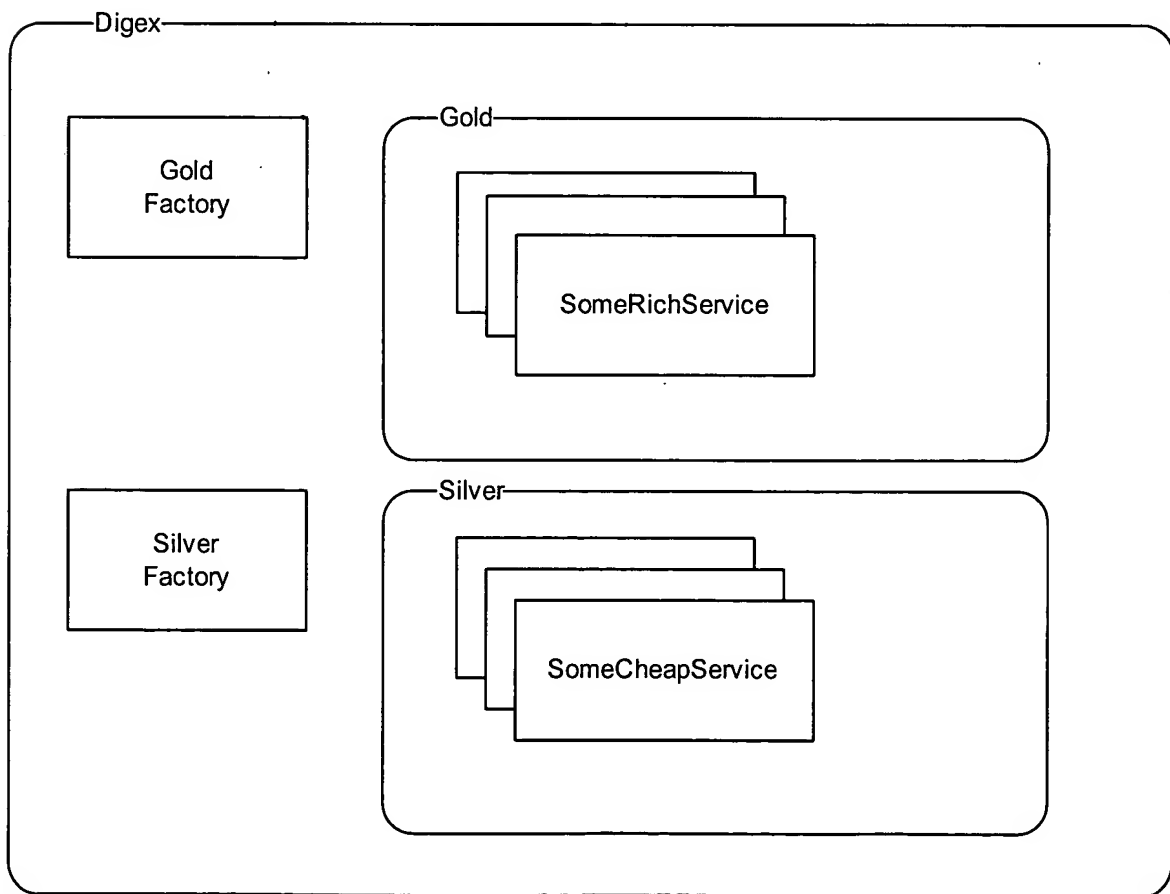 Digex
Gold
Factory
Gold
SomeRichService
Silver
Factory
Silver
SomeCheapService